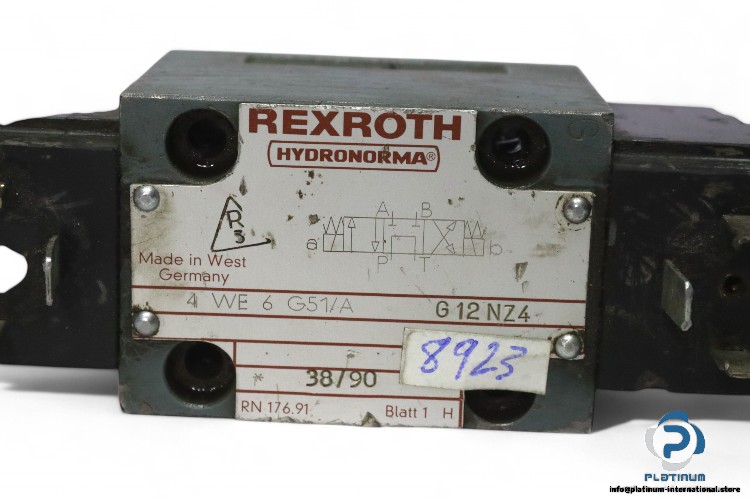 REXROTH
HYDRONORMA®
R
3
A B
a b
P T
Made in West
Germany
4 WE 6 G51/A G 12 NZ4
8923
* 38/90
RN 176.91 Blatt 1 H
G
P
PLATINUM
info@platinum-international.store